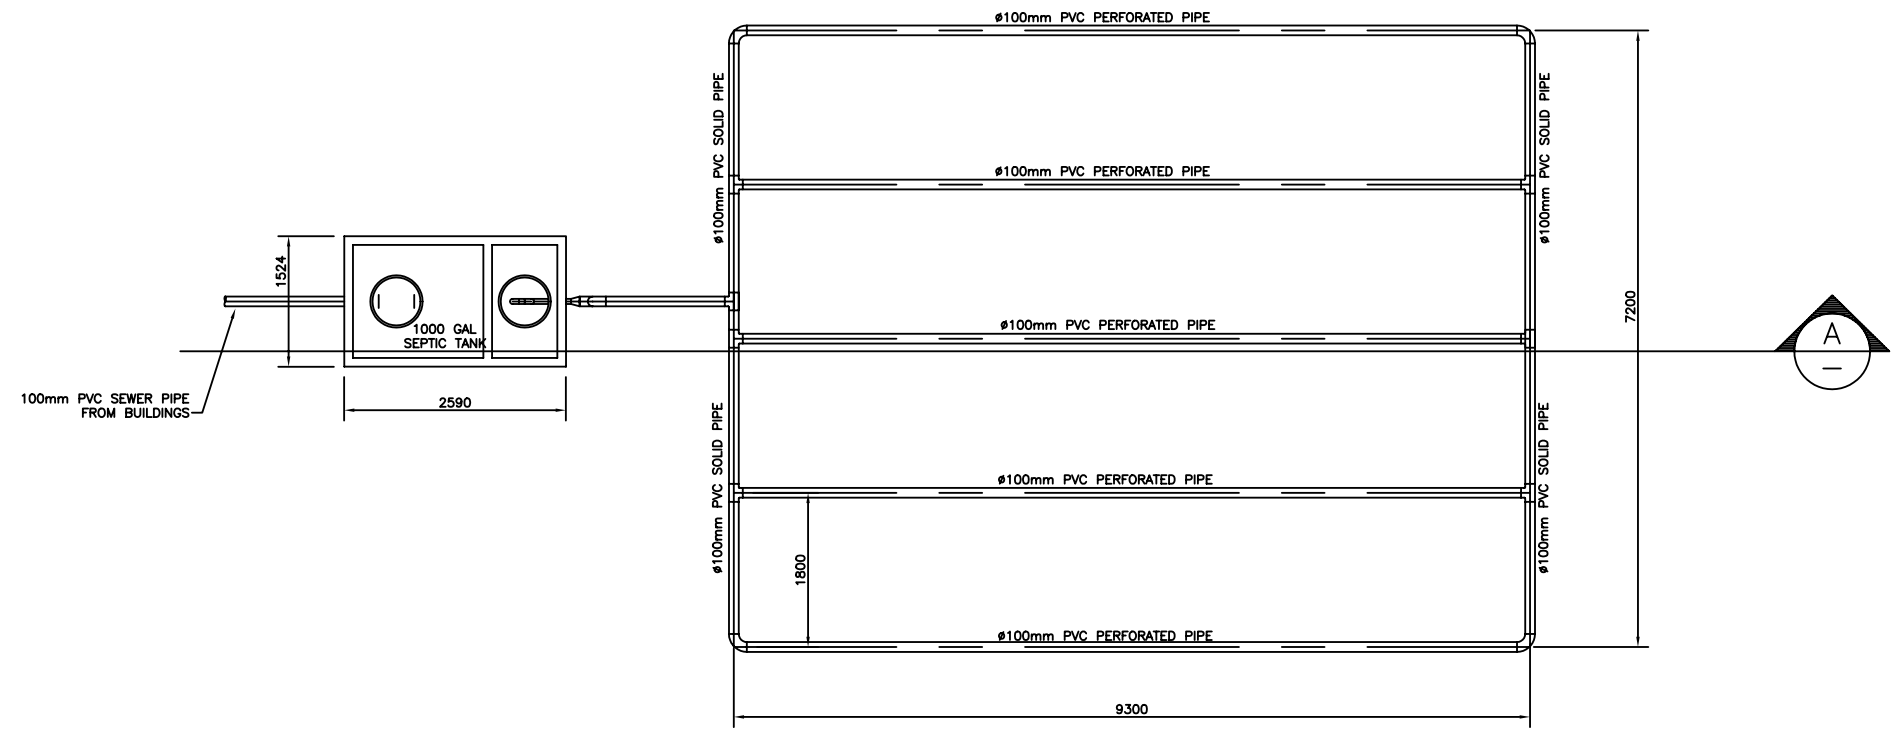 ø100mm PVC PERFORATED PIPE
ø100mm PVC SOLID PIPE
ø100mm PVC SOLID PIPE
ø100mm PVC PERFORATED PIPE
1524
7200
1000 GAL
SEPTIC TANK
ø100mm PVC PERFORATED PIPE
A
100mm PVC SEWER PIPE
FROM BUILDINGS
2590
ø100mm PVC SOLID PIPE
ø100mm PVC SOLID PIPE
ø100mm PVC PERFORATED PIPE
1800
ø100mm PVC PERFORATED PIPE
9300